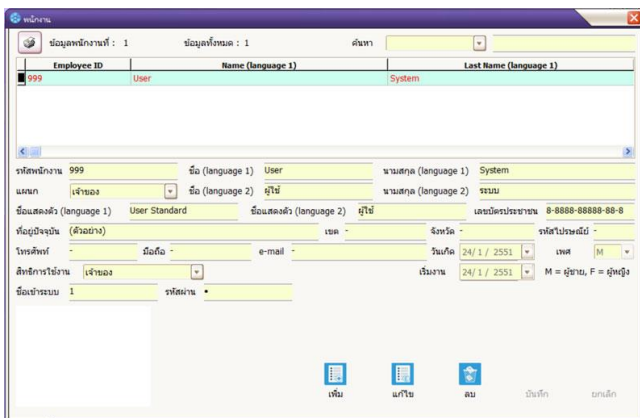 พนักงาน
ข้อมูลพนักงานที่ : 1 ข้อมูลทั้งหมด : 1 ค้นหา
Employee ID Name (language 1) Last Name (language 1)
999 User System
รหัสพนักงาน 999 ชื่อ (language 1) User นามสกุล (language 1) System
แผนก เจ้าของ ชื่อ (language 2) ผู้ใช้ นามสกุล (language 2) ระบบ
ชื่อแสดงตัว (language 1) User Standard ชื่อแสดงตัว (language 2) ผู้ใช้ เลขบัตรประชาชน 8-8888-88888-88-8
ที่อยู่ปัจจุบัน (ตัวอย่าง) เขต - จังหวัด - รหัสไปรษณีย์ -
โทรศัพท์ - มือถือ - e-mail - วันเกิด 24/ 1 / 2551 เพศ M
สิทธิการใช้งาน เจ้าของ เริ่มงาน 24/ 1 / 2551 M = ผู้ชาย, F = ผู้หญิง
ชื่อเข้าระบบ 1 รหัสผ่าน •
เพิ่ม แก้ไข ลบ บันทึก ยกเลิก